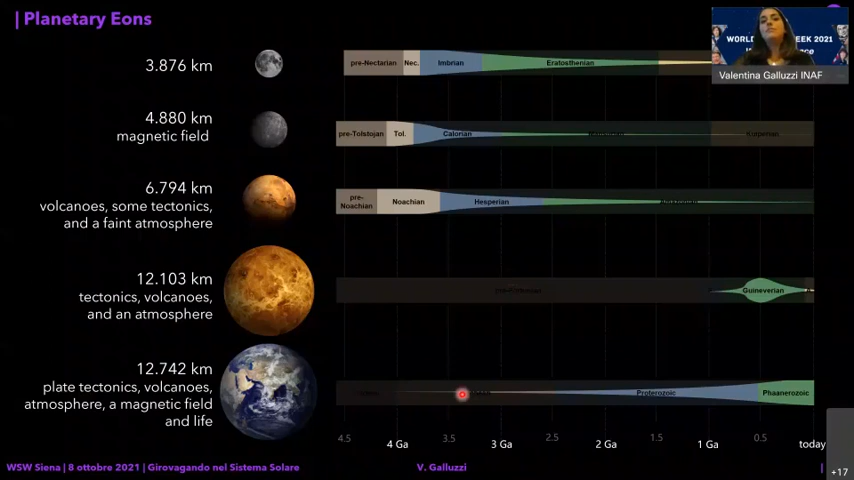 | Planetary Eons
3.876 km
pre-Nectarian Nec. Imbrian Eratosthenian
Valentina Galluzzi INAF
4.880 km
magnetic field
pre-Tolstojan Tol. Calorian Kuiperian
6.794 km
volcanoes, some tectonics,
and a faint atmosphere
pre-
Noachian Noachian Hesperian Amazonian
12.103 km
tectonics, volcanoes,
and an atmosphere
Guineverian
12.742 km
plate tectonics, volcanoes,
atmosphere, a magnetic field
and life
Proterozoic Phaanerozoic
4.5 4 Ga 3.5 3 Ga 2.5 2 Ga 1.5 1 Ga 0.5 today
WSW Siena | 8 ottobre 2021 | Girovagando nel Sistema Solare V. Galluzzi |
+17